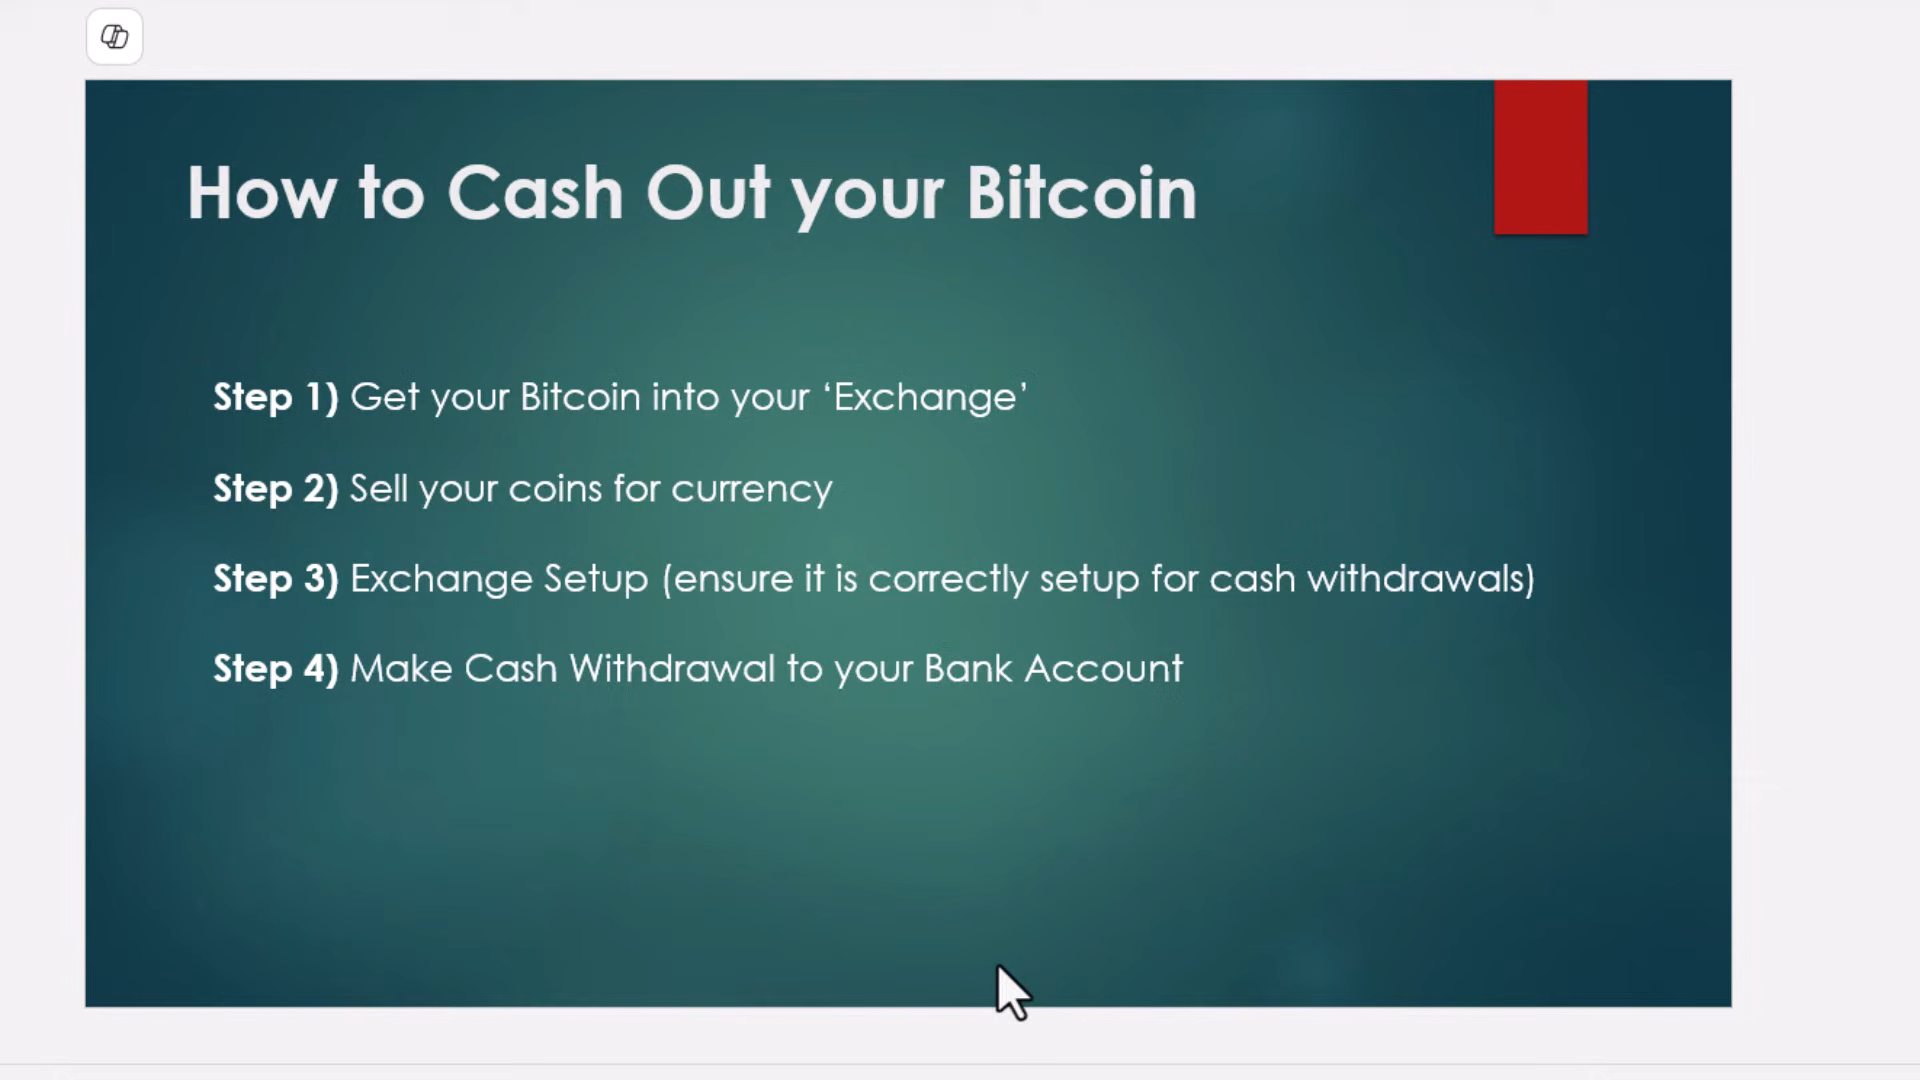 How to Cash Out your Bitcoin
Step 1) Get your Bitcoin into your ‘Exchange’
Step 2) Sell your coins for currency
Step 3) Exchange Setup (ensure it is correctly setup for cash withdrawals)
Step 4) Make Cash Withdrawal to your Bank Account